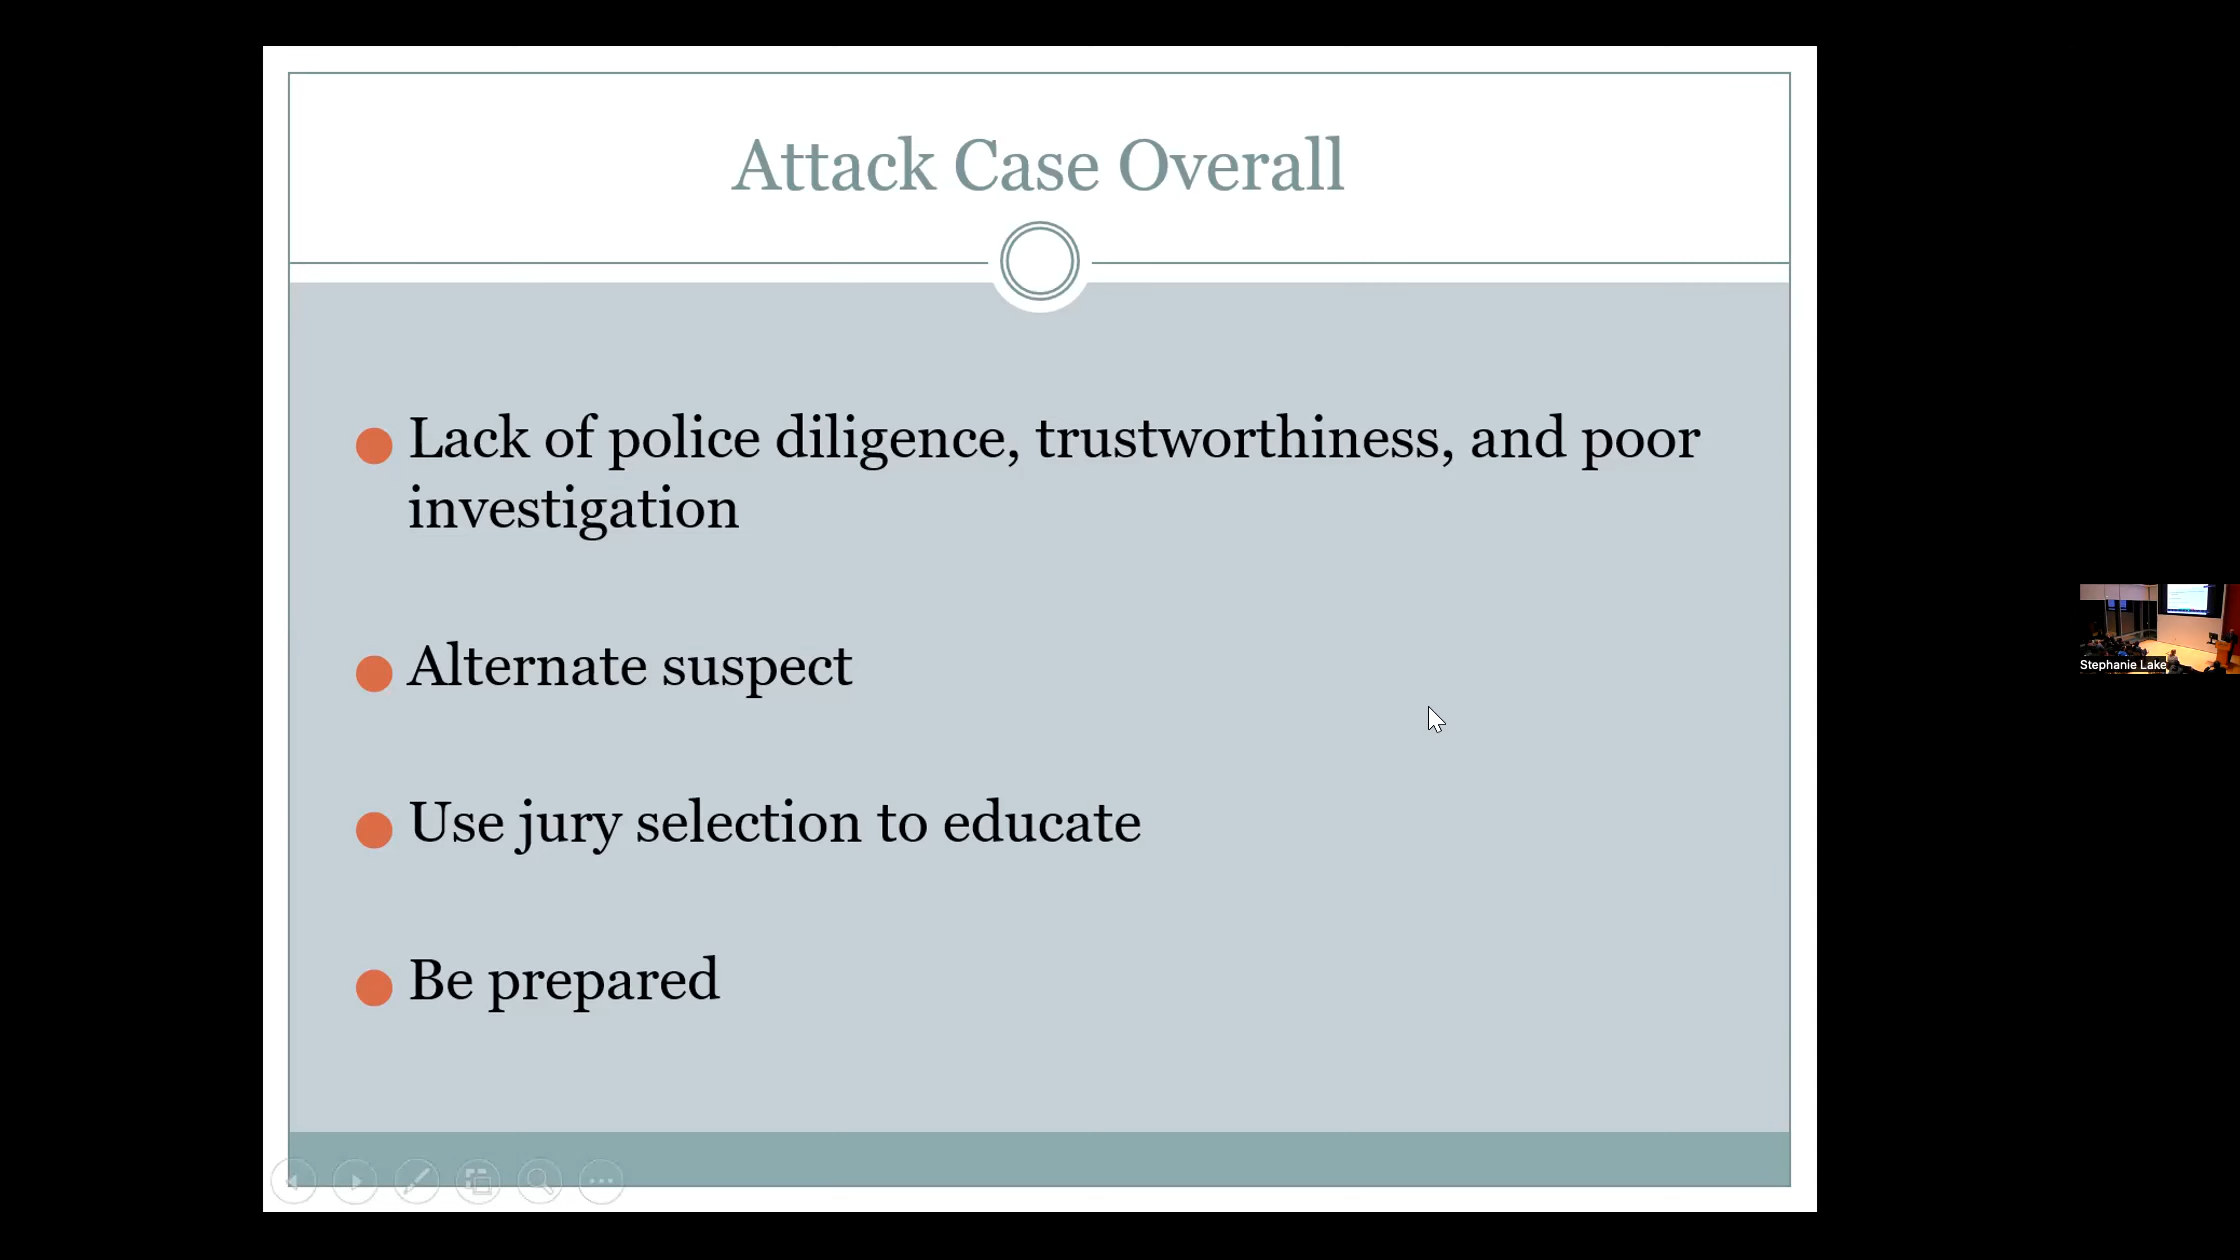 Attack Case Overall
Lack of police diligence, trustworthiness, and poor
investigation
Alternate suspect
Use jury selection to educate
Be prepared
Stephanie Lake